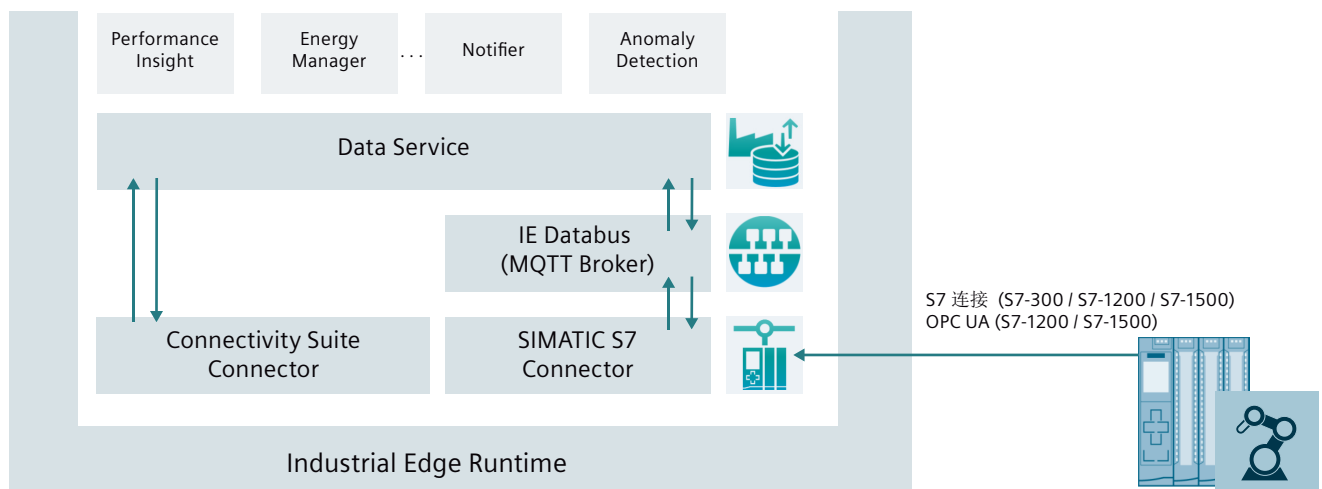 Performance
Insight
Energy
Manager
...
Notifier
Anomaly
Detection
Data Service
IE Databus
(MQTT Broker)
S7 连接 (S7-300 / S7-1200 / S7-1500)
OPC UA (S7-1200 / S7-1500)
Connectivity Suite
Connector
SIMATIC S7
Connector
Industrial Edge Runtime